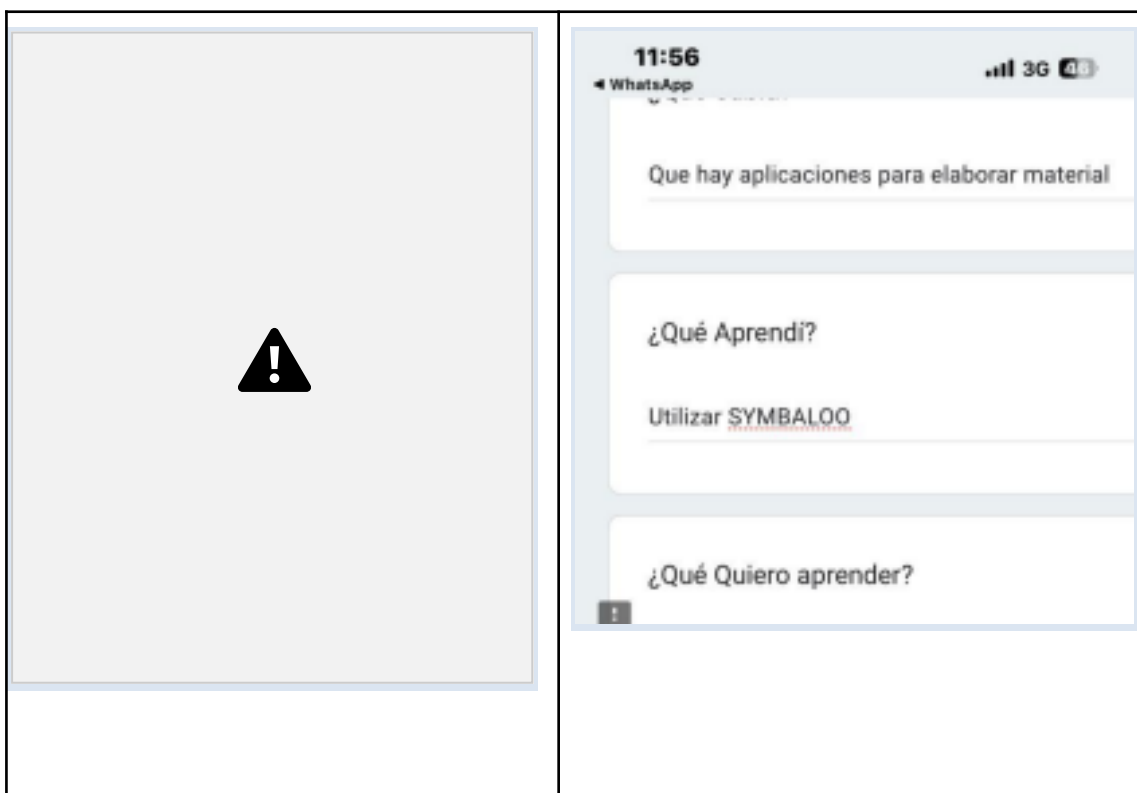 11:56
3G
◀ WhatsApp
Que hay aplicaciones para elaborar material
¿Qué Aprendí?
Utilizar SYMBALOO
¿Qué Quiero aprender?